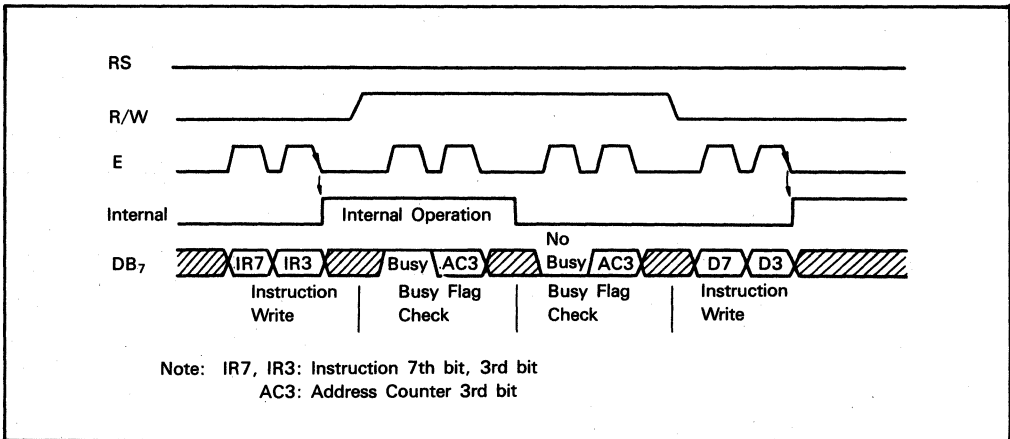 RS
R/W
E
Internal
Internal Operation
No
DB7
IR7 IR3 Busy AC3 Busy AC3 D7 D3
Instruction Write
Busy Flag Check
Busy Flag Check
Instruction Write
Note: IR7, IR3: Instruction 7th bit, 3rd bit
AC3: Address Counter 3rd bit